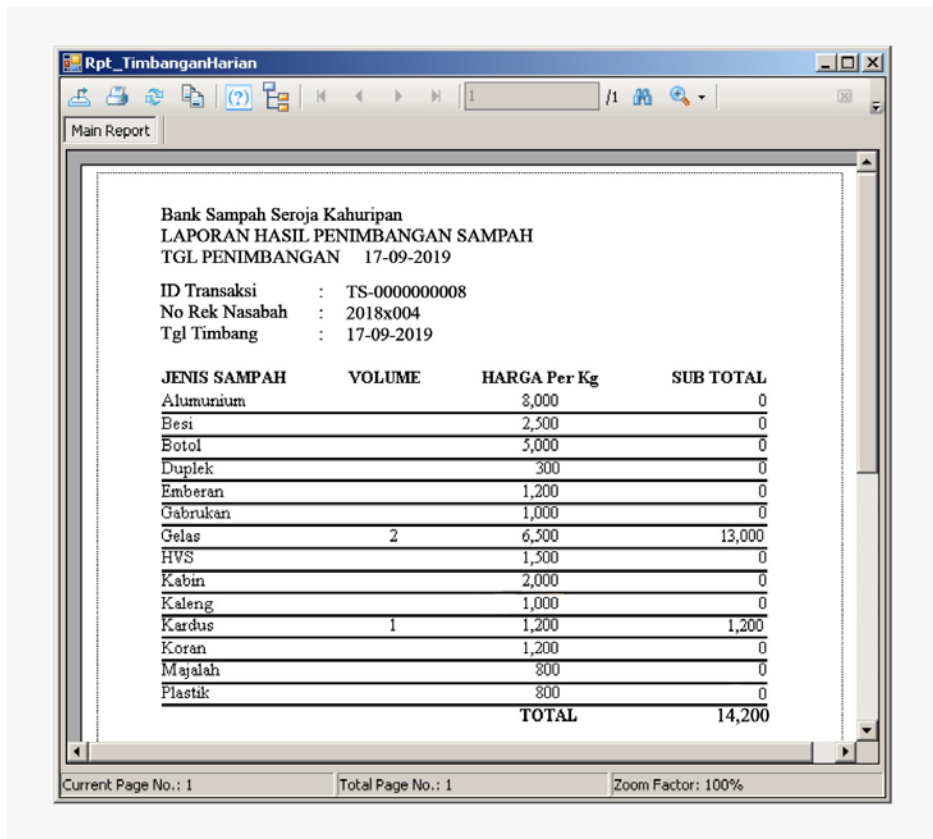 Rpt_TimbanganHarian
(?) 1 /1
Main Report
Bank Sampah Seroja Kahuripan
LAPORAN HASIL PENIMBANGAN SAMPAH
TGL PENIMBANGAN 17-09-2019
ID Transaksi : TS-0000000008
No Rek Nasabah : 2018x004
Tgl Timbang : 17-09-2019
JENIS SAMPAH VOLUME HARGA Per Kg SUB TOTAL
Alumunium 8,000 0
Besi 2,500 0
Botol 5,000 0
Duplek 300 0
Emberan 1,200 0
Gabrukan 1,000 0
Gelas 2 6,500 13,000
HVS 1,500 0
Kabin 2,000 0
Kaleng 1,000 0
Kardus 1 1,200 1,200
Koran 1,200 0
Majalah 800 0
Plastik 800 0
TOTAL 14,200
Current Page No.: 1 Total Page No.: 1 Zoom Factor: 100%